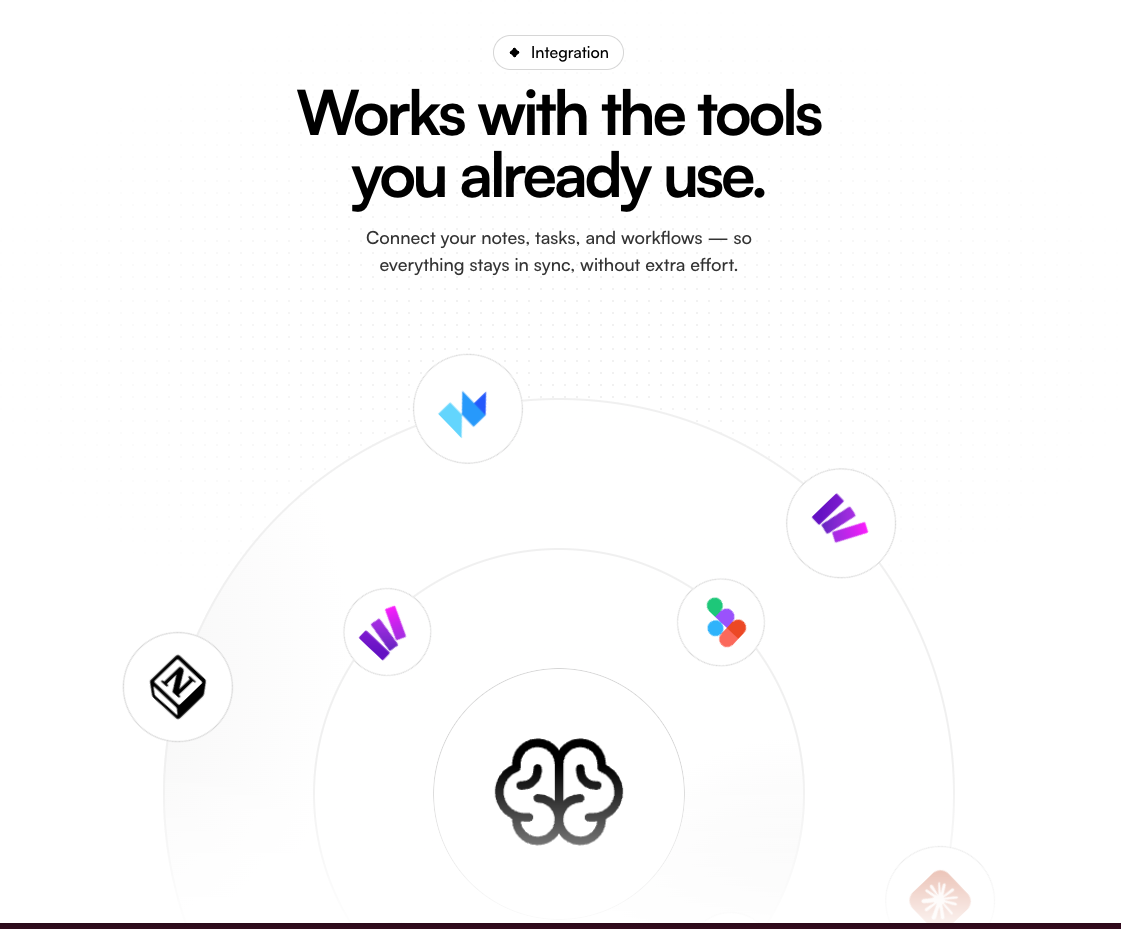 Integration
Works with the tools
you already use.
Connect your notes, tasks, and workflows — so
everything stays in sync, without extra effort.
N